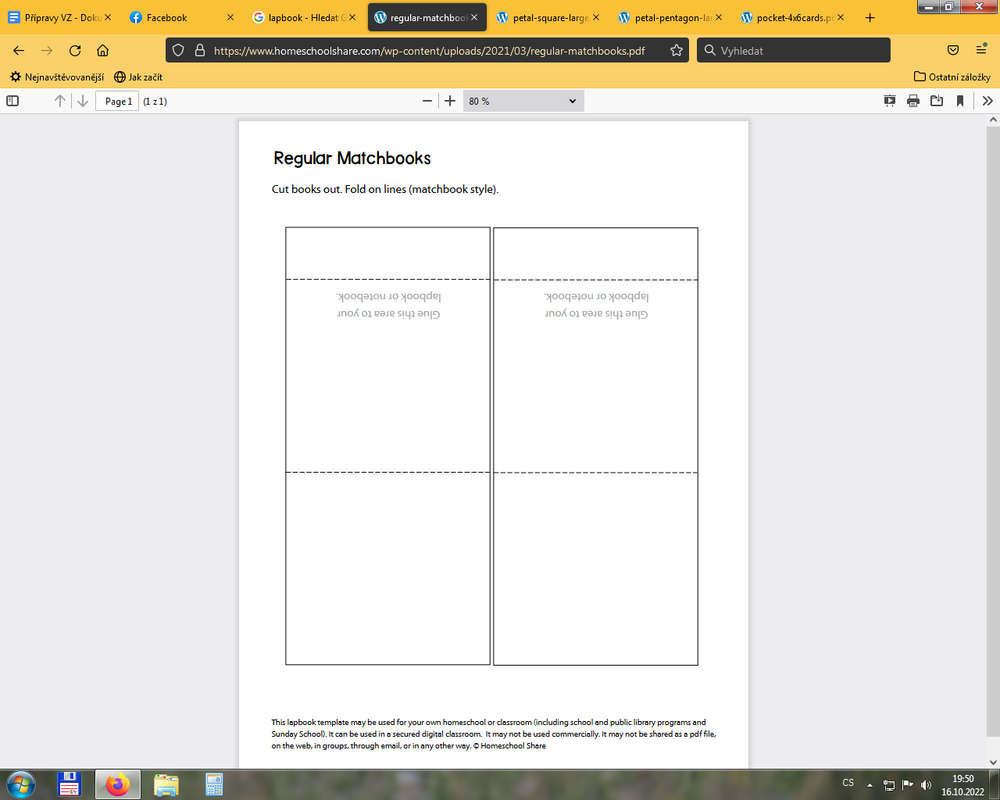 Přípravy VZ - Doku
Facebook
lapbook - Hledat G
regular-matchbook
petal-square-large
petal-pentagon-lar
pocket-4x6cards.pd
https://www.homeschoolshare.com/wp-content/uploads/2021/03/regular-matchbooks.pdf
Vyhledat
Nejnavštěvovanější
Jak začít
Ostatní záložky
Page 1
(1 z 1)
80 %
Regular Matchbooks
Cut books out. Fold on lines (matchbook style).
Glue this area to your
lapbook or notebook.
Glue this area to your
lapbook or notebook.
This lapbook template may be used for your own homeschool or classroom (including school and public library programs and
Sunday School). It can be used in a secured digital classroom. It may not be used commercially. It may not be shared as a pdf file,
on the web, in groups, through email, or in any other way. © Homeschool Share
64
CS
19:50
16.10.2022